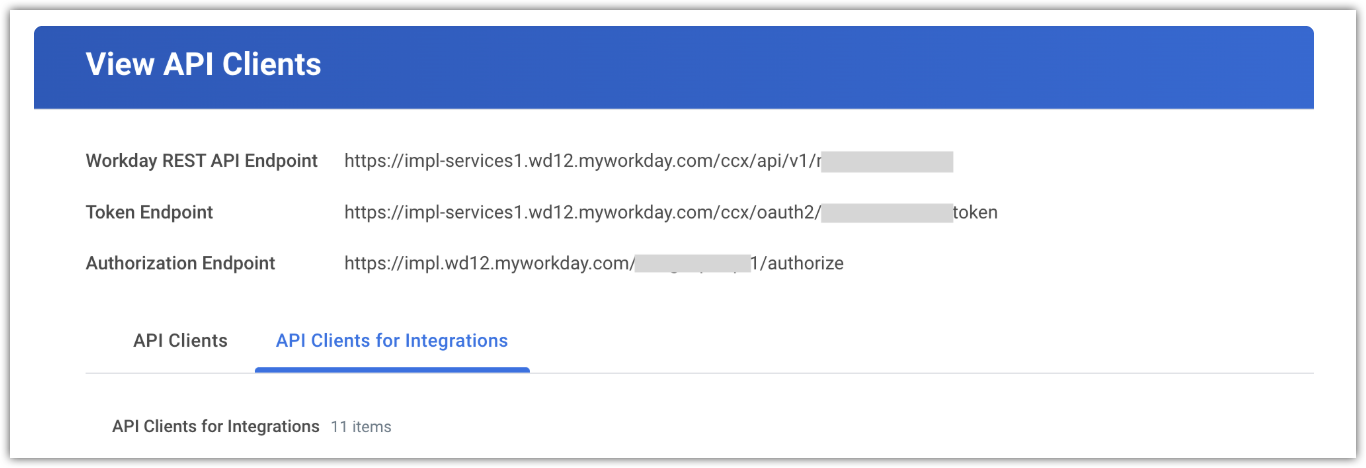 View API Clients
Workday REST API Endpoint https://impl-services1.wd12.myworkday.com/ccx/api/v1/
Token Endpoint https://impl-services1.wd12.myworkday.com/ccx/oauth2/ token
Authorization Endpoint https://impl.wd12.myworkday.com/ 1/authorize
API Clients API Clients for Integrations
API Clients for Integrations 11 items